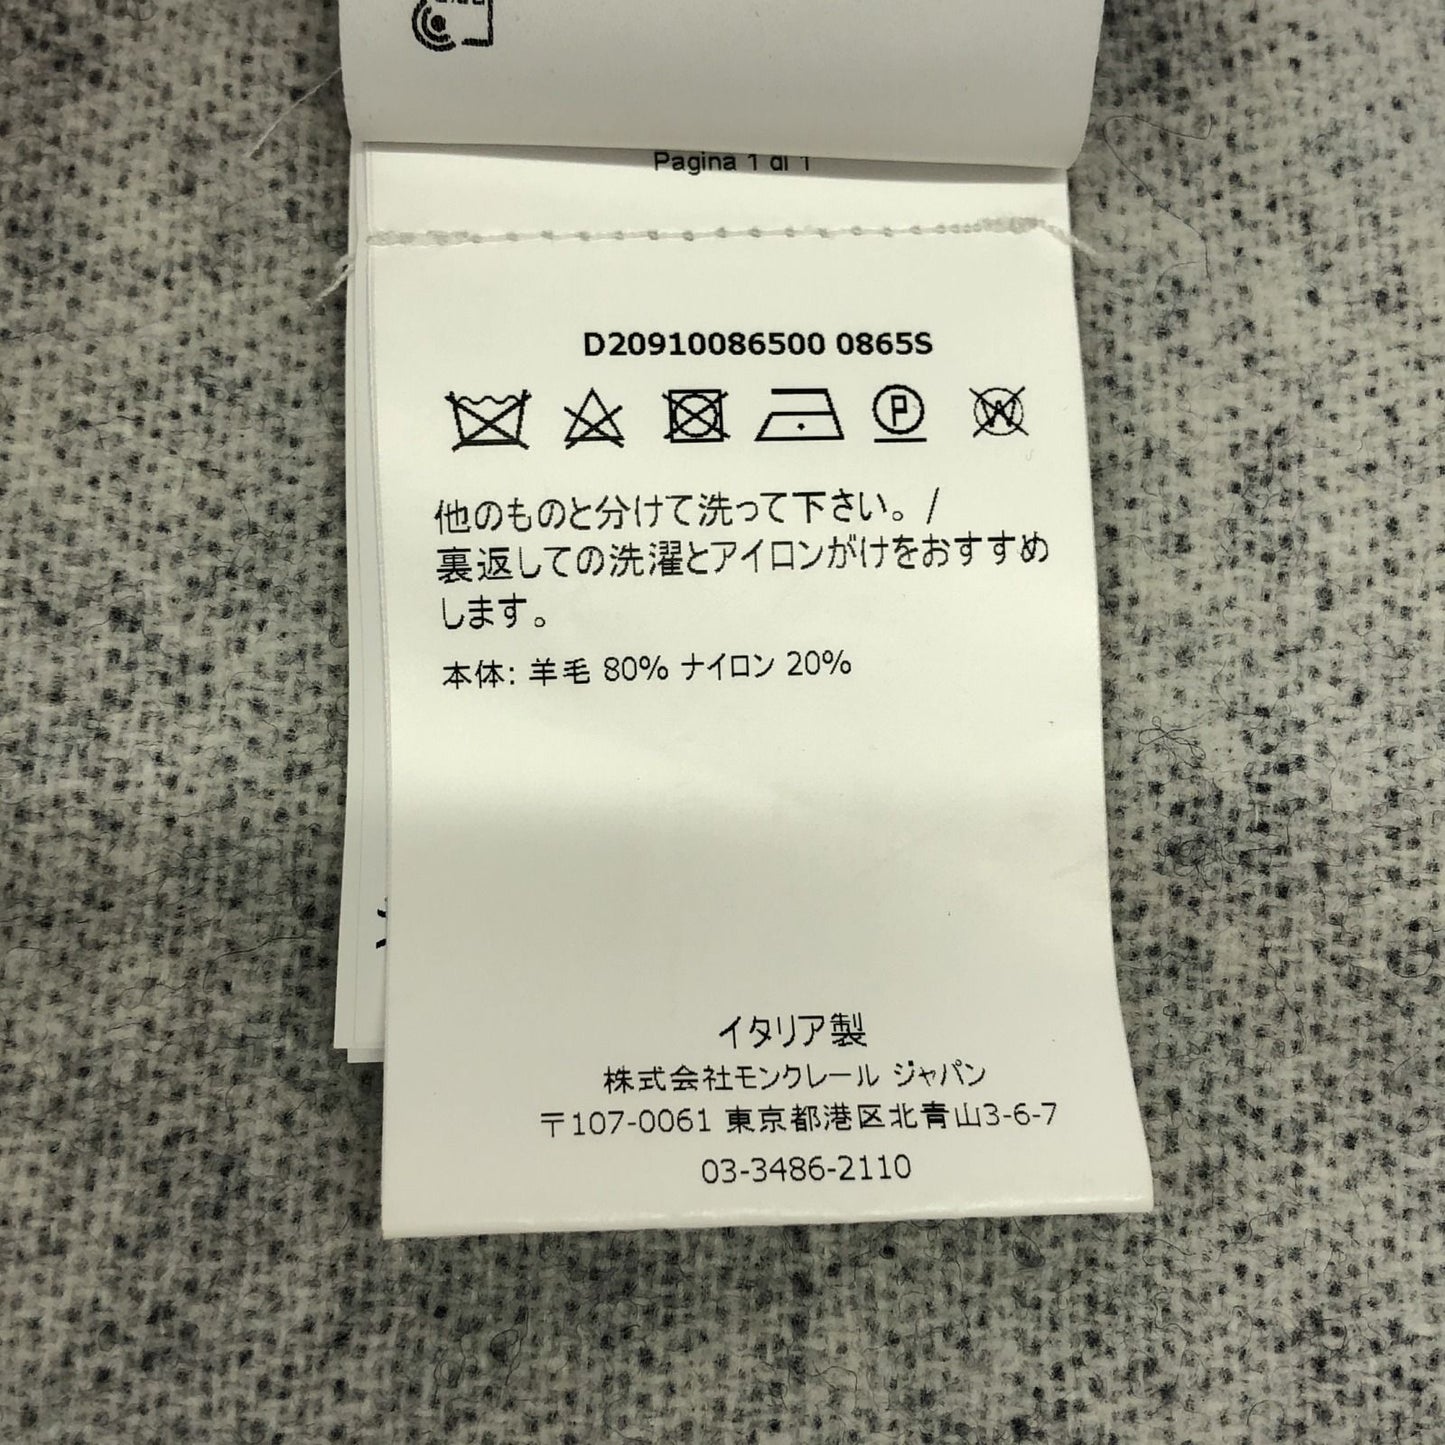 Pagina 1 di 1
D20910086500 0865S
P W
他のものと分けて洗って下さい。/
裏返しての洗濯とアイロンがけをおすすめ
します。
本体: 羊毛 80% ナイロン 20%
イタリア製
株式会社モンクレール ジャパン
〒107-0061 東京都港区北青山3-6-7
03-3486-2110